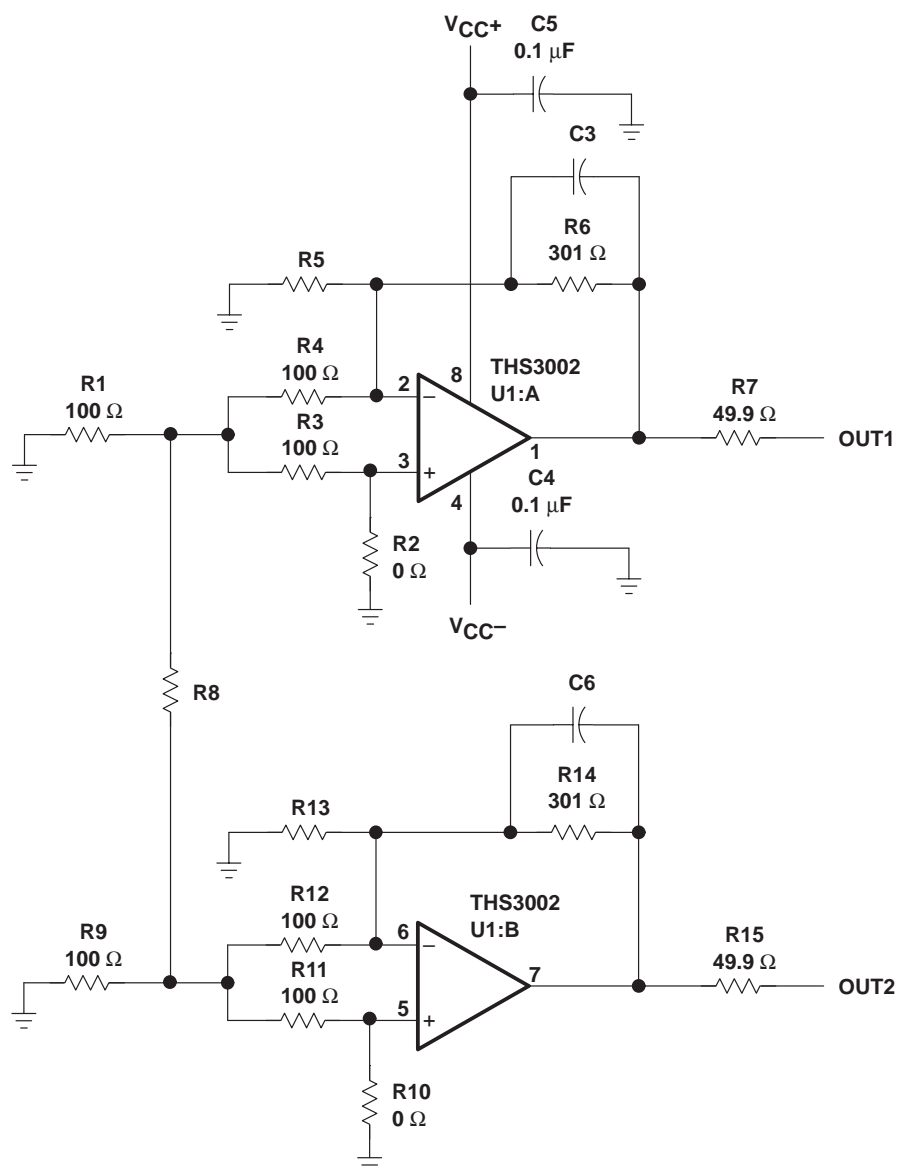 VCC+
C5
0.1 μF
C3
R6
301 Ω
R5
R4
100 Ω
THS3002
U1:A
8
2
−
R1
100 Ω
R3
100 Ω
R7
49.9 Ω
3
+
1
OUT1
C4
0.1 μF
4
R2
0 Ω
VCC−
R8
C6
R14
301 Ω
R13
R12
100 Ω
THS3002
U1:B
6
−
R9
100 Ω
R11
100 Ω
R15
49.9 Ω
7
OUT2
5
+
R10
0 Ω